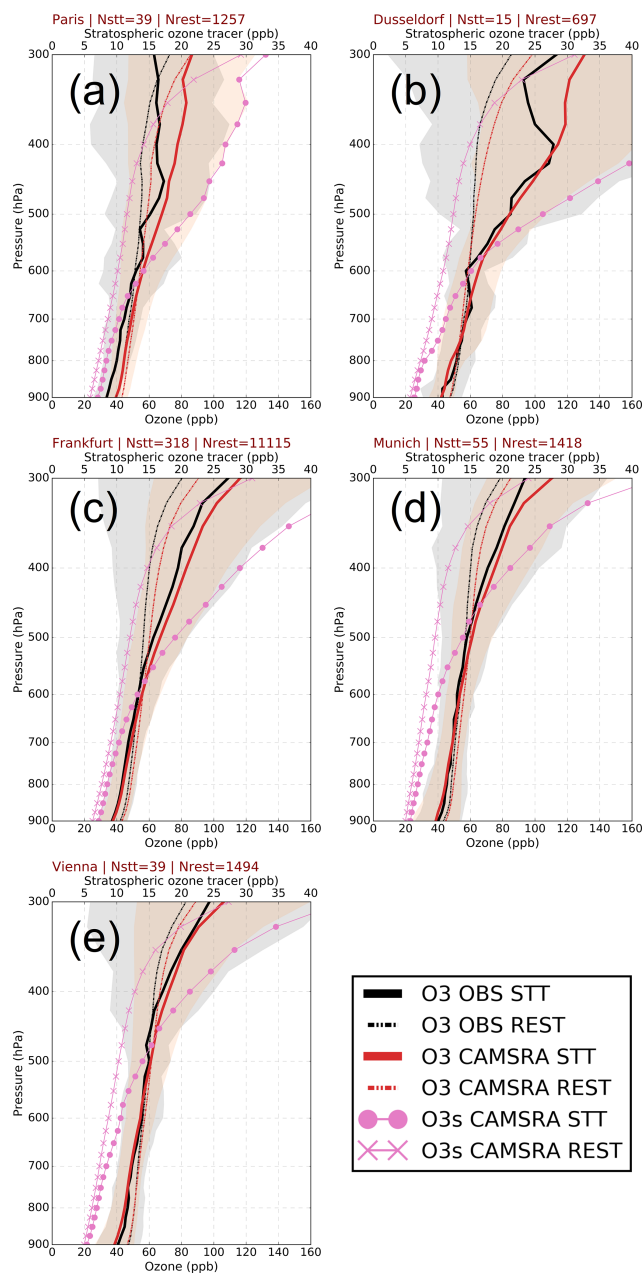 Paris | Nstt=39 | Nrest=1257
Stratospheric ozone tracer (ppb)
0 5 10 15 20 25 30 35 40
(a)
Pressure (hPa)
300
400
500
600
700
800
900
0 20 40 60 80 100 120 140 160
Ozone (ppb)
Dusseldorf | Nstt=15 | Nrest=697
Stratospheric ozone tracer (ppb)
0 5 10 15 20 25 30 35 40
(b)
Pressure (hPa)
300
400
500
600
700
800
900
0 20 40 60 80 100 120 140 160
Ozone (ppb)
Frankfurt | Nstt=318 | Nrest=11115
Stratospheric ozone tracer (ppb)
0 5 10 15 20 25 30 35 40
(c)
Pressure (hPa)
300
400
500
600
700
800
900
0 20 40 60 80 100 120 140 160
Ozone (ppb)
Munich | Nstt=55 | Nrest=1418
Stratospheric ozone tracer (ppb)
0 5 10 15 20 25 30 35 40
(d)
Pressure (hPa)
300
400
500
600
700
800
900
0 20 40 60 80 100 120 140 160
Ozone (ppb)
Vienna | Nstt=39 | Nrest=1494
Stratospheric ozone tracer (ppb)
0 5 10 15 20 25 30 35 40
(e)
Pressure (hPa)
300
400
500
600
700
800
900
0 20 40 60 80 100 120 140 160
Ozone (ppb)
O3 OBS STT
O3 OBS REST
O3 CAMSRA STT
O3 CAMSRA REST
O3s CAMSRA STT
O3s CAMSRA REST